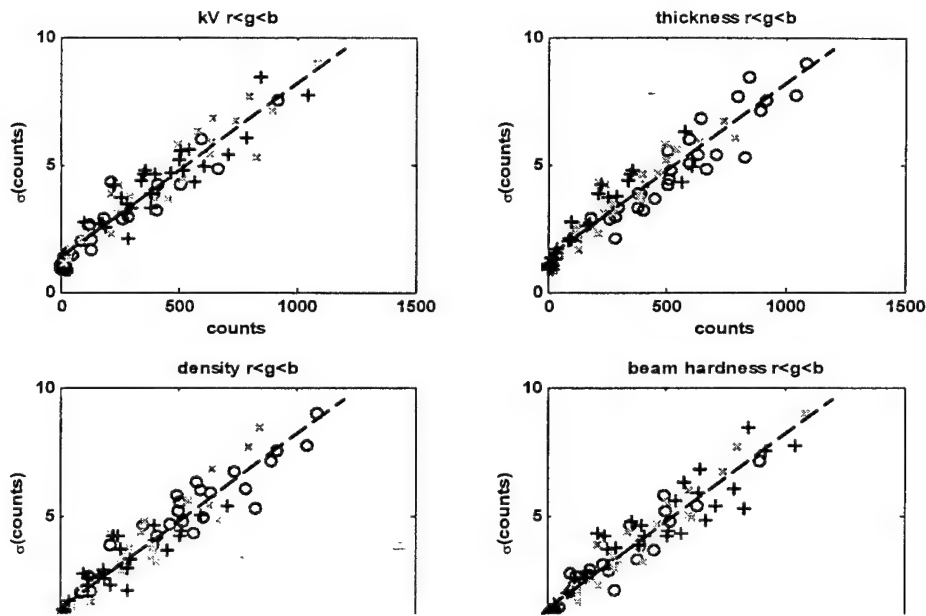 kV r<g<b
10
5
0
σ(counts)
0 500 1000 1500
counts
thickness r<g<b
10
5
0
σ(counts)
0 500 1000 1500
counts
density r<g<b
10
5
σ(counts)
beam hardness r<g<b
10
5
σ(counts)